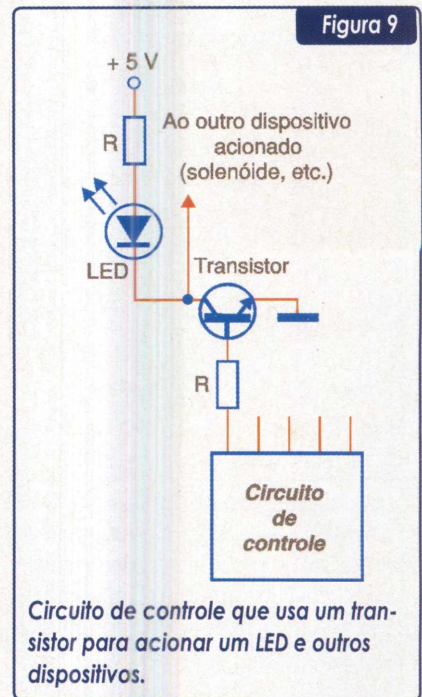 Figura 9
+ 5 V
R
Ao outro dispositivo
acionado
(solenóide, etc.)
LED
Transistor
R
Circuito
de
controle
Circuito de controle que usa um tran-
sistor para acionar um LED e outros
dispositivos.